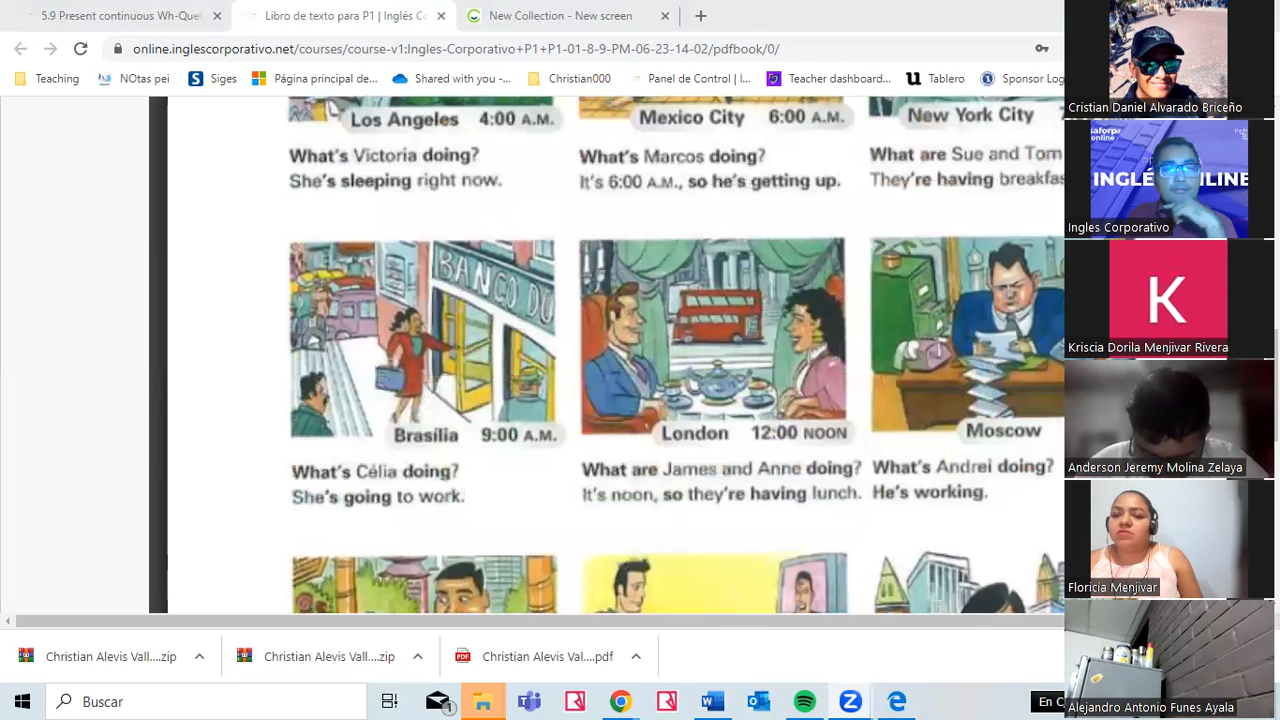 5.9 Present continuous Wh-Que
Libro de texto para P1 | Inglés C
New Collection - New screen
online.inglescorporativo.net/courses/course-v1:Ingles-Corporativo+P1+P1-01-8-9-PM-06-23-14-02/pdfbook/0/
Teaching
NOtas pei
Siges
Página principal de...
Shared with you -...
Christian000
Panel de Control | I...
Teacher dashboard...
Tablero
Sponsor Log
Los Angeles 4:00 A.M.
Mexico City 6:00 A.M.
New York City 7
What's Victoria doing?
She's sleeping right now.
What's Marcos doing?
It's 6:00 A.M., so he's getting up.
What are Sue and Tom
They're having breakfas
BANCO DU
Brasília 9:00 A.M.
London 12:00 NOON
Moscow
What's Célia doing?
She's going to work.
What are James and Anne doing?
It's noon, so they're having lunch.
What's Andrei doing?
He's working.
Christian Alevis Vall....zip
Christian Alevis Vall....zip
Christian Alevis Val....pdf
Buscar
1
En C
Cristian Daniel Alvarado Briceño
saforp
online
INGLÉ
NLINE
Ingles Corporativo
K
Kriscia Dorila Menjivar Rivera
Anderson Jeremy Molina Zelaya
Floricia Menjivar
Alejandro Antonio Funes Ayala